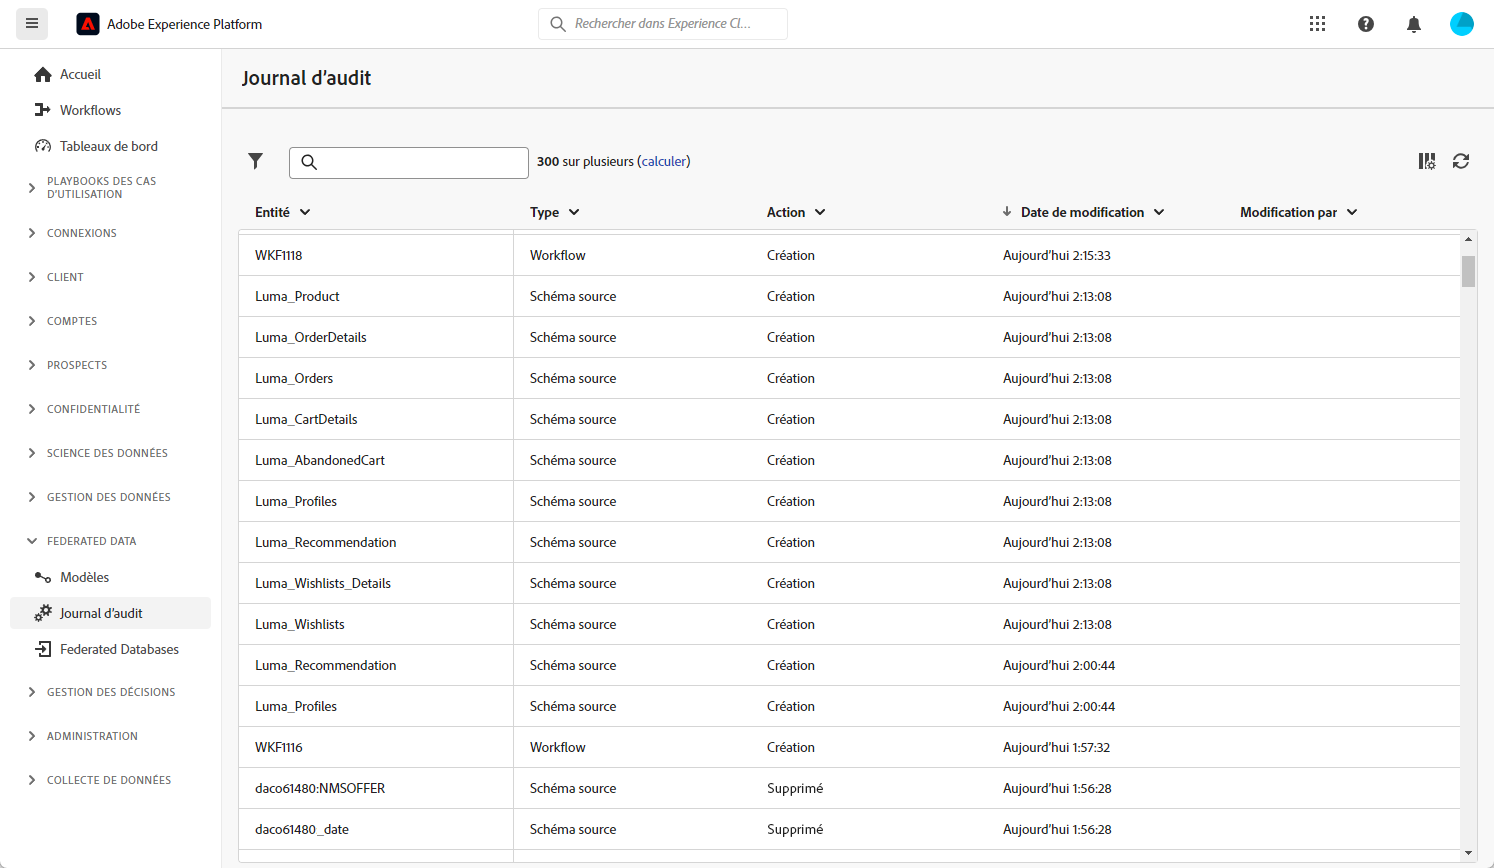 Adobe Experience Platform
Rechercher dans Experience Cl...
Accueil
Workflows
Tableaux de bord
PLAYBOOKS DES CAS
D'UTILISATION
CONNEXIONS
CLIENT
COMPTES
PROSPECTS
CONFIDENTIALITÉ
SCIENCE DES DONNÉES
GESTION DES DONNÉES
FEDERATED DATA
Modèles
Journal d'audit
Federated Databases
GESTION DES DÉCISIONS
ADMINISTRATION
COLLECTE DE DONNÉES
Journal d'audit
300 sur plusieurs (calculer)
Entité Type Action Date de modification Modification par
WKF1118 Workflow Création Aujourd'hui 2:15:33
Luma_Product Schéma source Création Aujourd'hui 2:13:08
Luma_OrderDetails Schéma source Création Aujourd'hui 2:13:08
Luma_Orders Schéma source Création Aujourd'hui 2:13:08
Luma_CartDetails Schéma source Création Aujourd'hui 2:13:08
Luma_AbandonedCart Schéma source Création Aujourd'hui 2:13:08
Luma_Profiles Schéma source Création Aujourd'hui 2:13:08
Luma_Recommendation Schéma source Création Aujourd'hui 2:13:08
Luma_Wishlists_Details Schéma source Création Aujourd'hui 2:13:08
Luma_Wishlists Schéma source Création Aujourd'hui 2:13:08
Luma_Recommendation Schéma source Création Aujourd'hui 2:00:44
Luma_Profiles Schéma source Création Aujourd'hui 2:00:44
WKF1116 Workflow Création Aujourd'hui 1:57:32
daco61480:NMSOFFER Schéma source Supprimé Aujourd'hui 1:56:28
daco61480_date Schéma source Supprimé Aujourd'hui 1:56:28